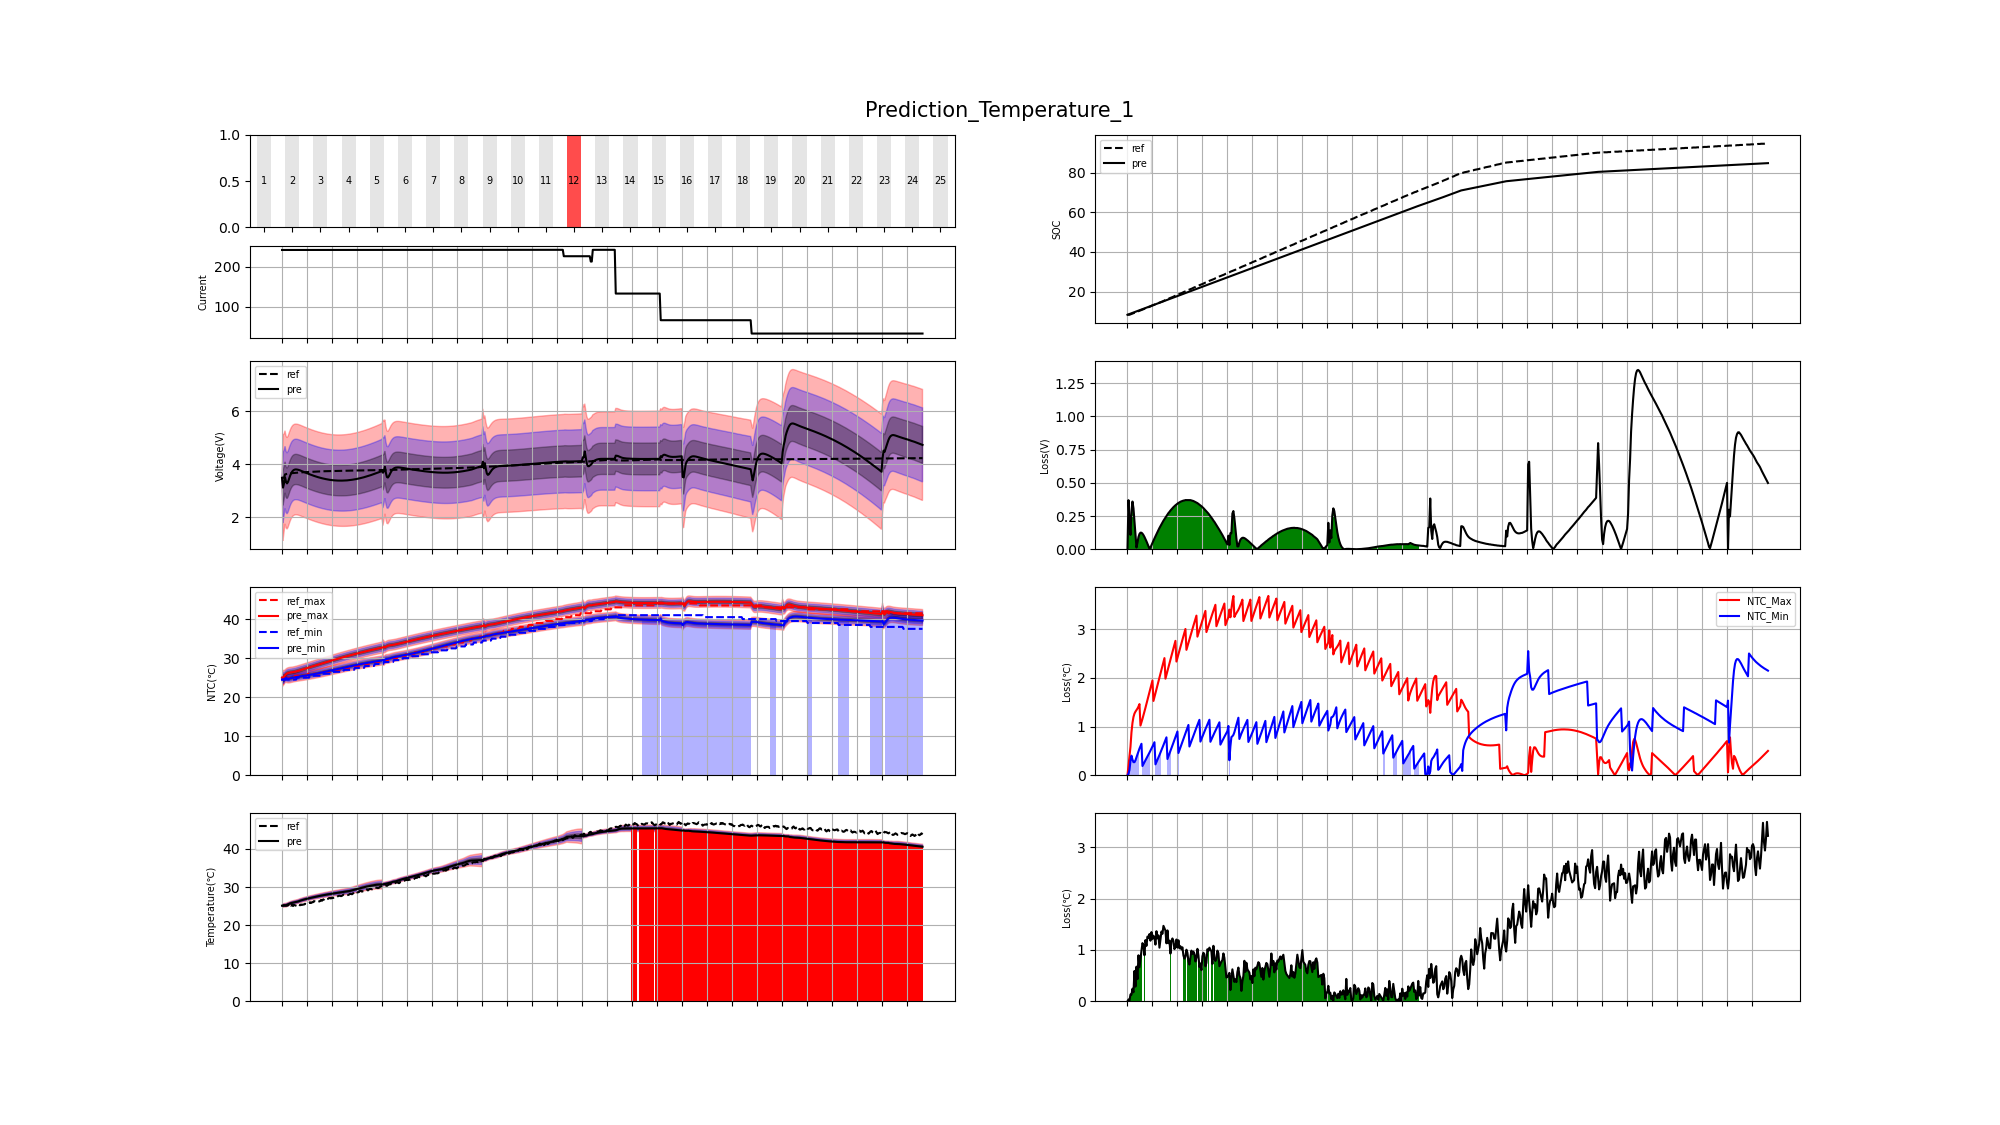 Prediction_Temperature_1
1.0
0.5
0.0
1 2 3 4 5 6 7 8 9 10 11 12 13 14 15 16 17 18 19 20 21 22 23 24 25
200
100
Current
ref
pre
6
4
2
Voltage(V)
ref_max
pre_max
ref_min
pre_min
40
30
20
10
0
NTC(℃)
ref
pre
40
30
20
10
0
Temperature(℃)
ref
pre
80
60
40
20
SOC
1.25
1.00
0.75
0.50
0.25
0.00
Loss(V)
NTC_Max
NTC_Min
3
2
1
0
Loss(℃)
3
2
1
0
Loss(℃)